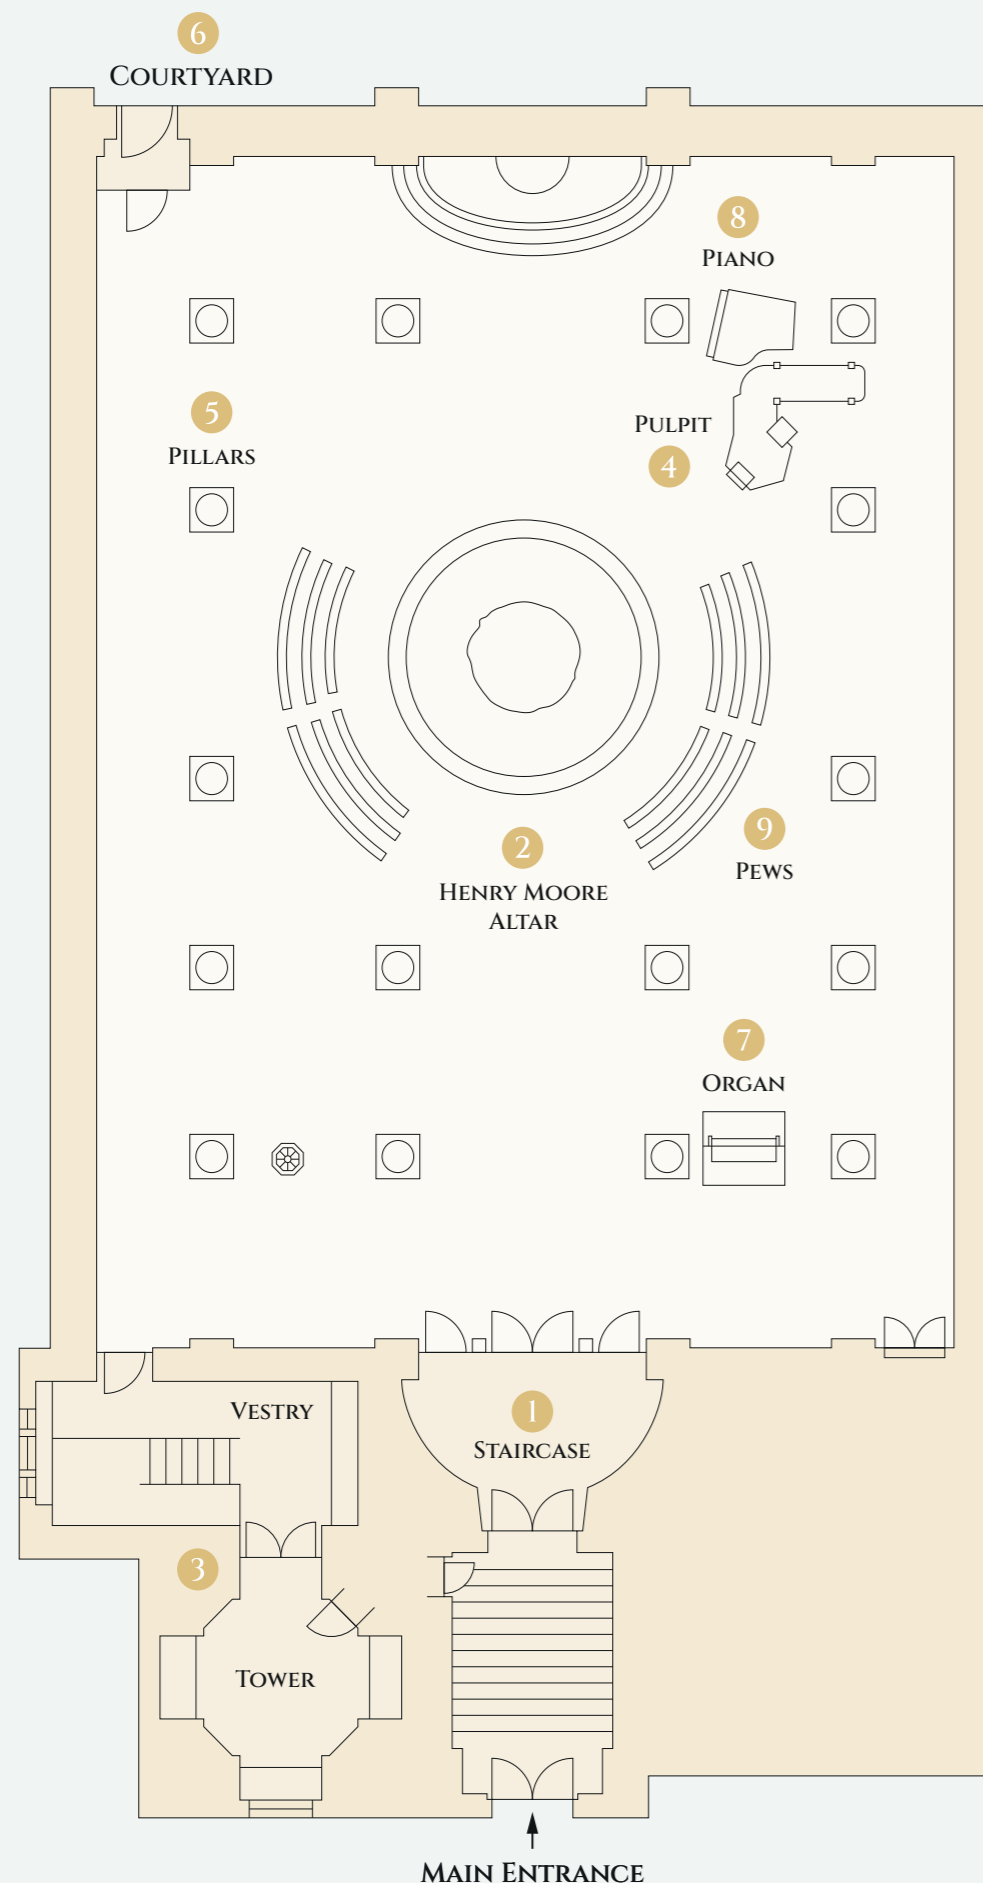 6
Courtyard
8
Piano
5
Pillars
Pulpit
4
2
Henry Moore
Altar
9
Pews
7
Organ
Vestry
1
Staircase
3
Tower
Main Entrance